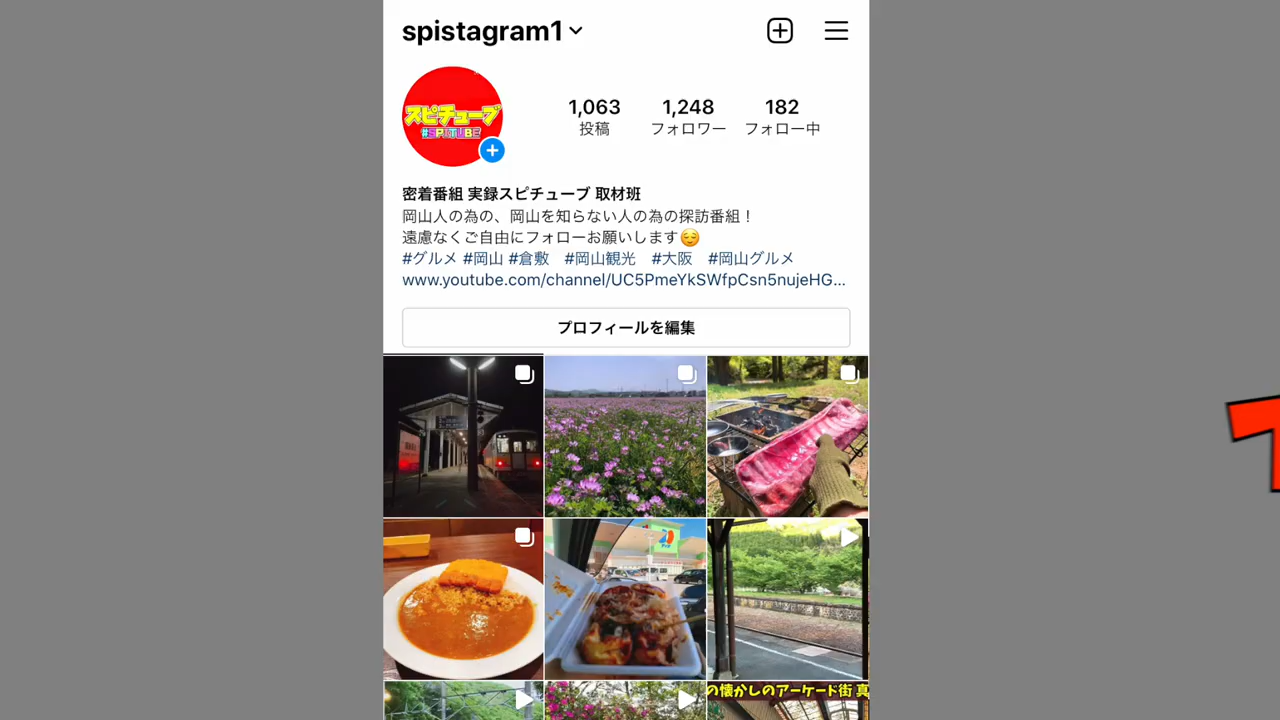 spistagram1
スピチューブ
#SPITUBE
1,063 1,248 182
投稿 フォロワー フォロー中
密着番組 実録スピチューブ 取材班
岡山人の為の、岡山を知らない人の為の探訪番組！
遠慮なくご自由にフォローお願いします😌
#グルメ #岡山 #倉敷 #岡山観光 #大阪 #岡山グルメ
www.youtube.com/channel/UC5PmeYkSWfpCsn5nujeHG...
プロフィールを編集
の懐かしのアーケード街 真